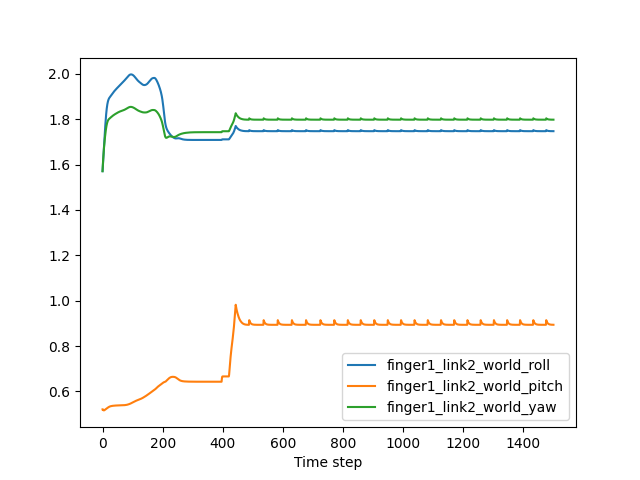 2.0
1.8
1.6
1.4
1.2
1.0
0.8
0.6
0 200 400 600 800 1000 1200 1400
Time step
finger1_link2_world_roll
finger1_link2_world_pitch
finger1_link2_world_yaw